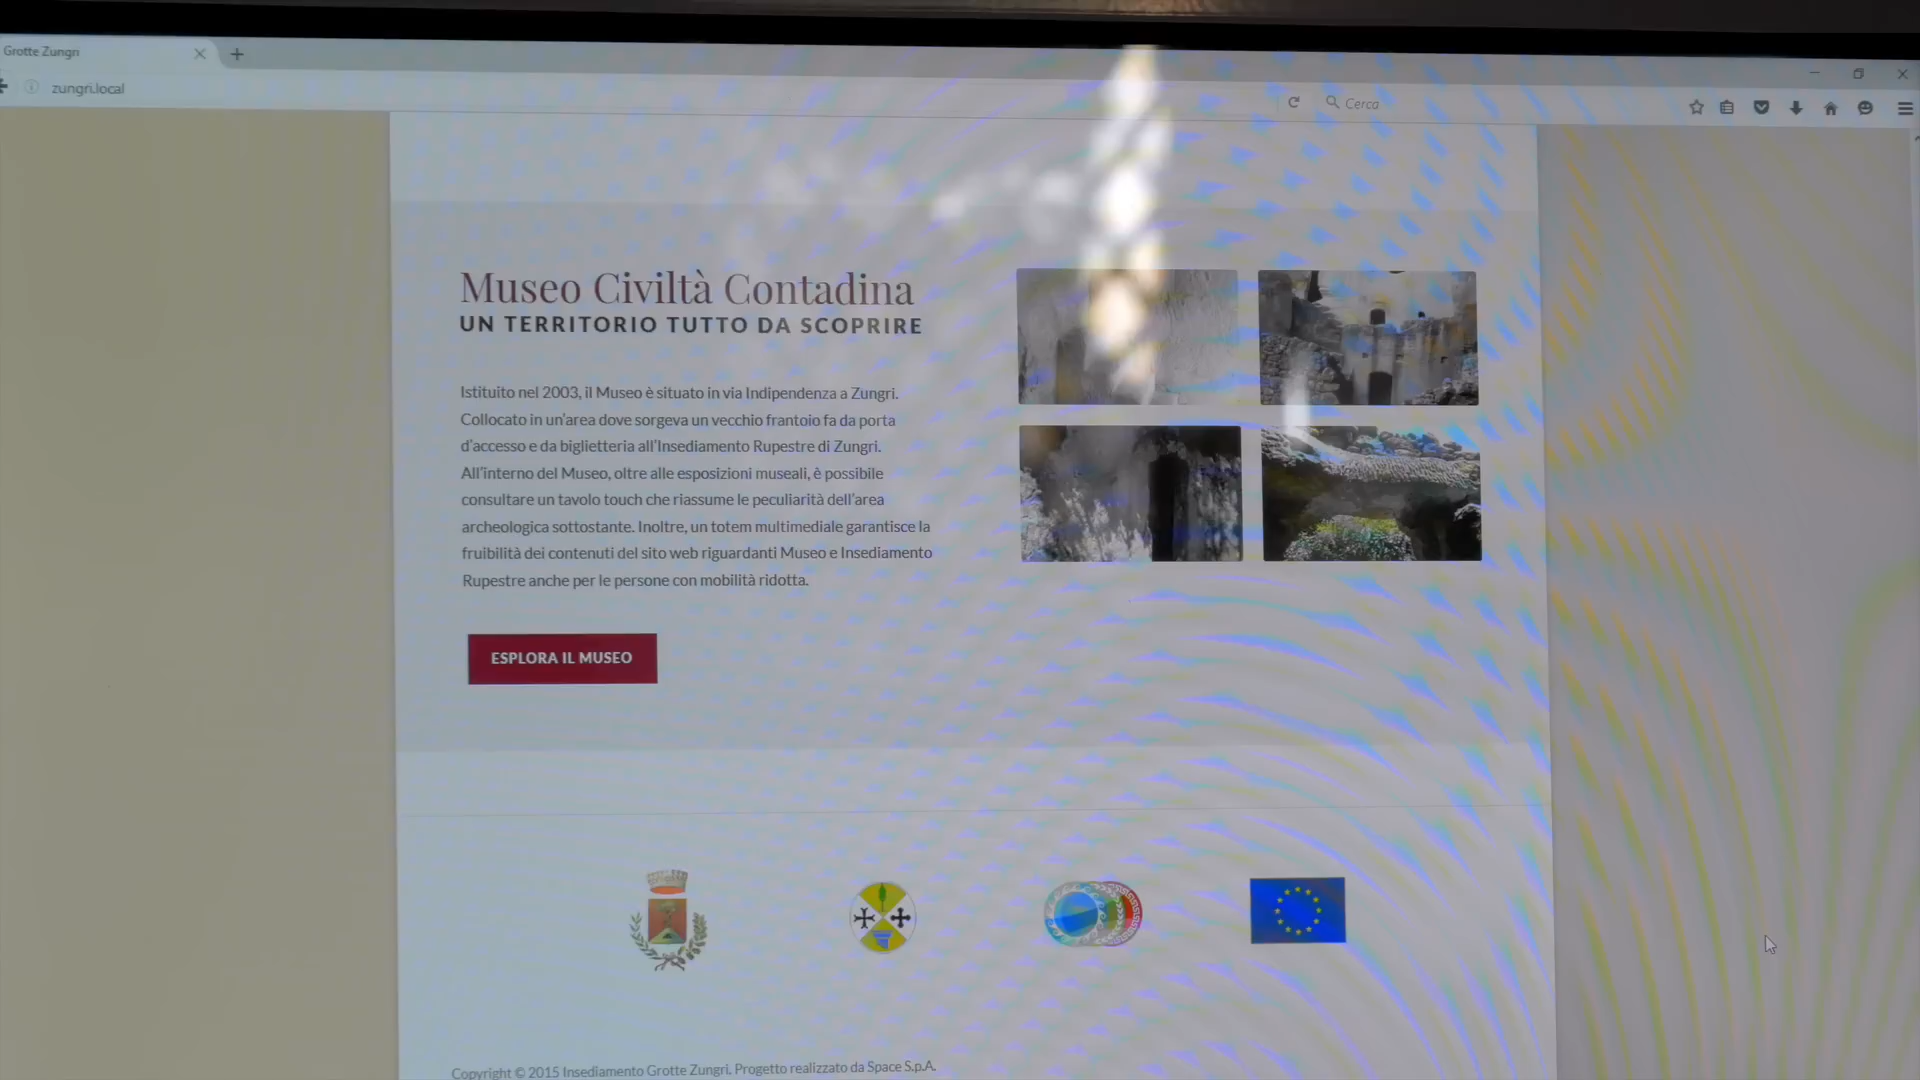 Grotte Zungri
zungri.local
Cerca
Museo Civiltà Contadina
UN TERRITORIO TUTTO DA SCOPRIRE
Istituito nel 2003, il Museo è situato in via Indipendenza a Zungri.
Collocato in un'area dove sorgeva un vecchio frantoio fa da porta
d'accesso e da biglietteria all'Insediamento Rupestre di Zungri.
All'interno del Museo, oltre alle esposizioni museali, è possibile
consultare un tavolo touch che riassume le peculiarità dell'area
archeologica sottostante. Inoltre, un totem multimediale garantisce la
fruibilità dei contenuti del sito web riguardanti Museo e Insediamento
Rupestre anche per le persone con mobilità ridotta.
ESPLORA IL MUSEO
Copyright © 2015 Insediamento Grotte Zungri. Progetto realizzato da Space S.p.A.